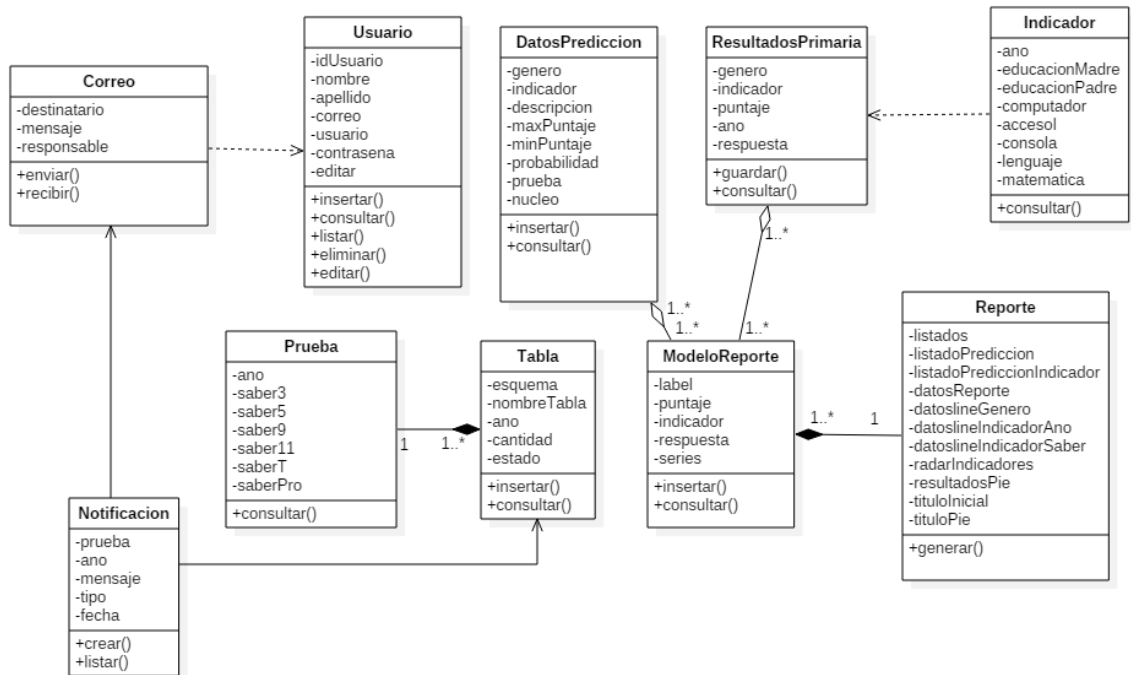 Correo
-destinatario
-mensaje
-responsable
+enviar()
+recibir()
Usuario
-idUsuario
-nombre
-apellido
-correo
-usuario
-contrasena
-editar
+insertar()
+consultar()
+listar()
+eliminar()
+editar()
DatosPrediccion
-genero
-indicador
-descripcion
-maxPuntaje
-minPuntaje
-probabilidad
-prueba
-nucleo
+insertar()
+consultar()
ResultadosPrimaria
-genero
-indicador
-puntaje
-ano
-respuesta
+guardar()
+consultar()
Indicador
-ano
-educacionMadre
-educacionPadre
-computador
-accesol
-consola
-lenguaje
-matematica
+consultar()
1..*
1..*
1..*
1..*
Prueba
-ano
-saber3
-saber5
-saber9
-saber11
-saberT
-saberPro
+consultar()
1
1..*
Tabla
-esquema
-nombreTabla
-ano
-cantidad
-estado
+insertar()
+consultar()
ModeloReporte
-label
-puntaje
-indicador
-respuesta
-series
+insertar()
+consultar()
1..*
1
Reporte
-listados
-listadoPrediccion
-listadoPrediccionIndicador
-datosReporte
-datoslineGenero
-datoslineIndicadorAno
-datoslineIndicadorSaber
-radarIndicadores
-resultadosPie
-tituloInicial
-tituloPie
+generar()
Notificacion
-prueba
-ano
-mensaje
-tipo
-fecha
+crear()
+listar()